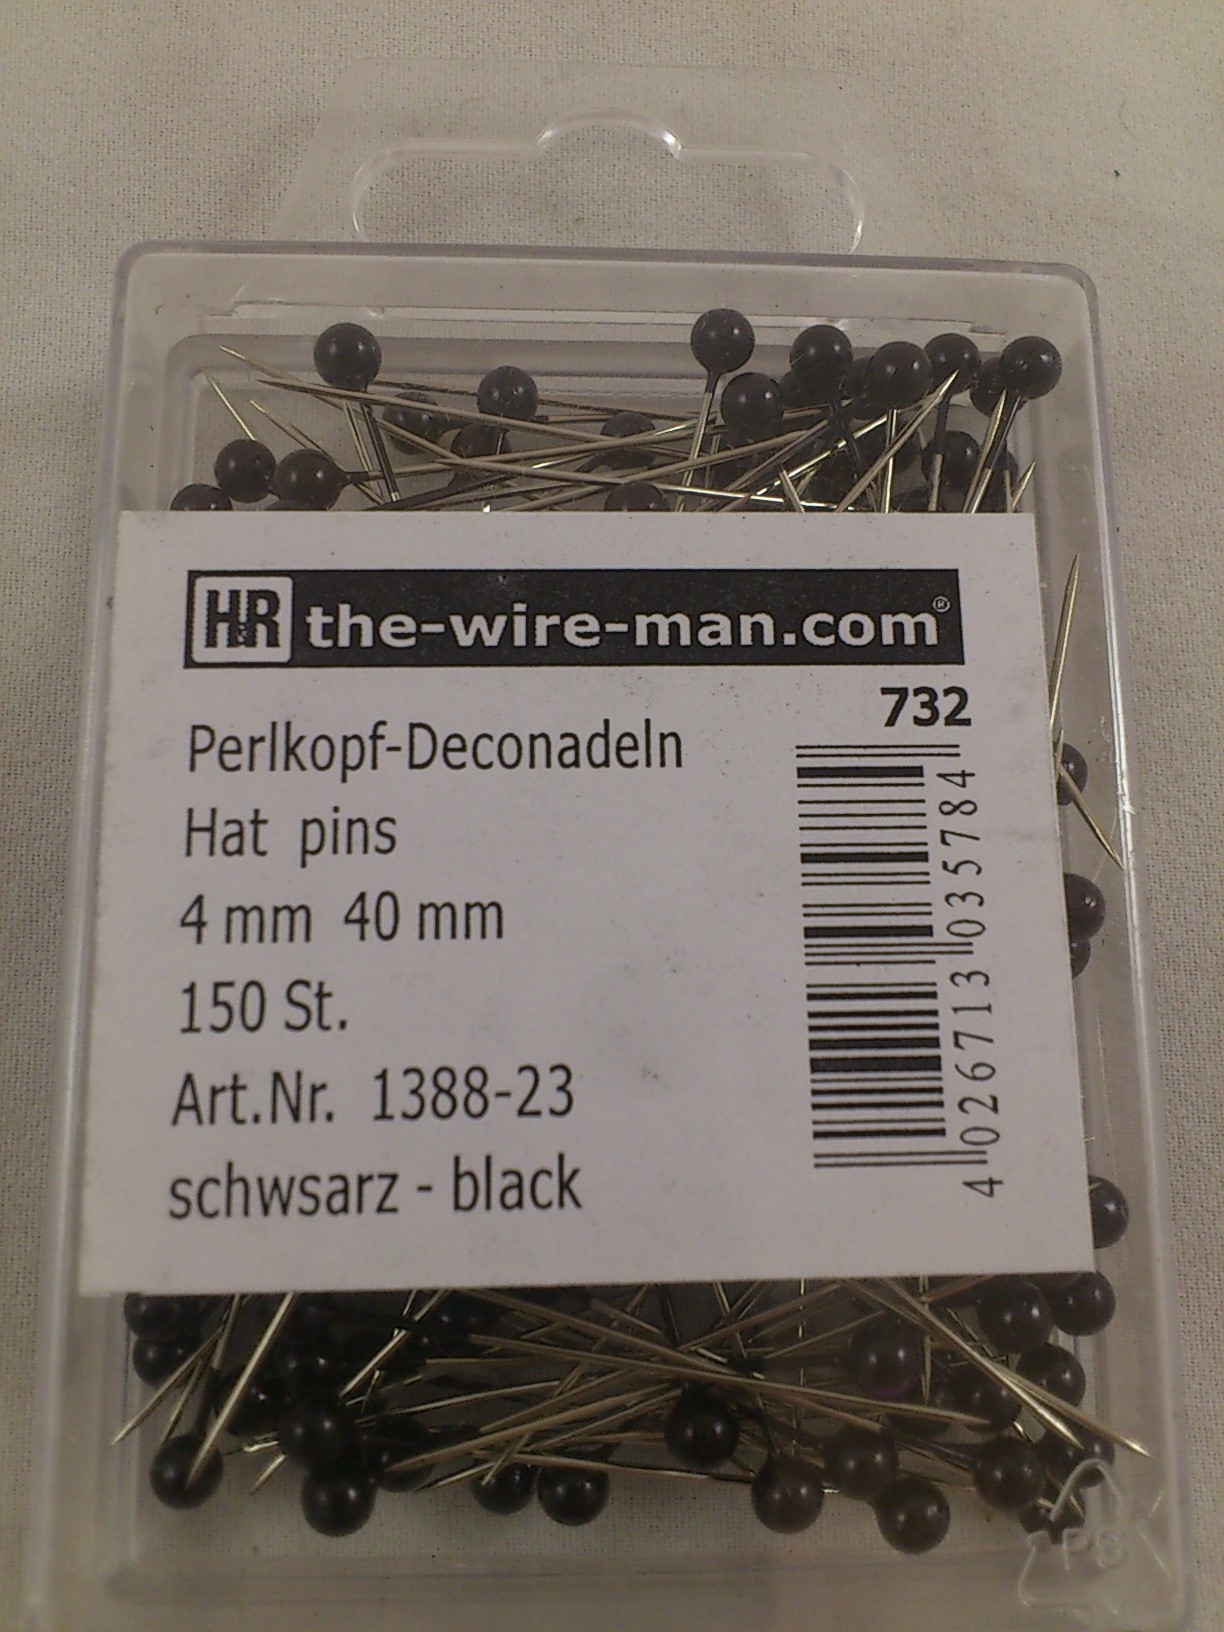 H&R the-wire-man.com®
732
Perlkopf-Deconadeln
Hat pins
4 mm 40 mm
150 St.
Art.Nr. 1388-23
schwsarz - black
4 026713 035784
PS